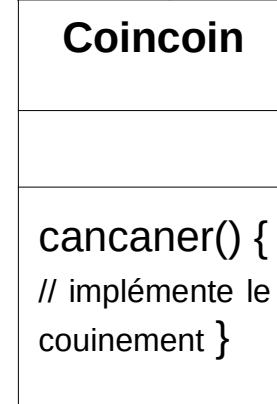 Coincoin
cancaner() {
// implémente le
couinement }